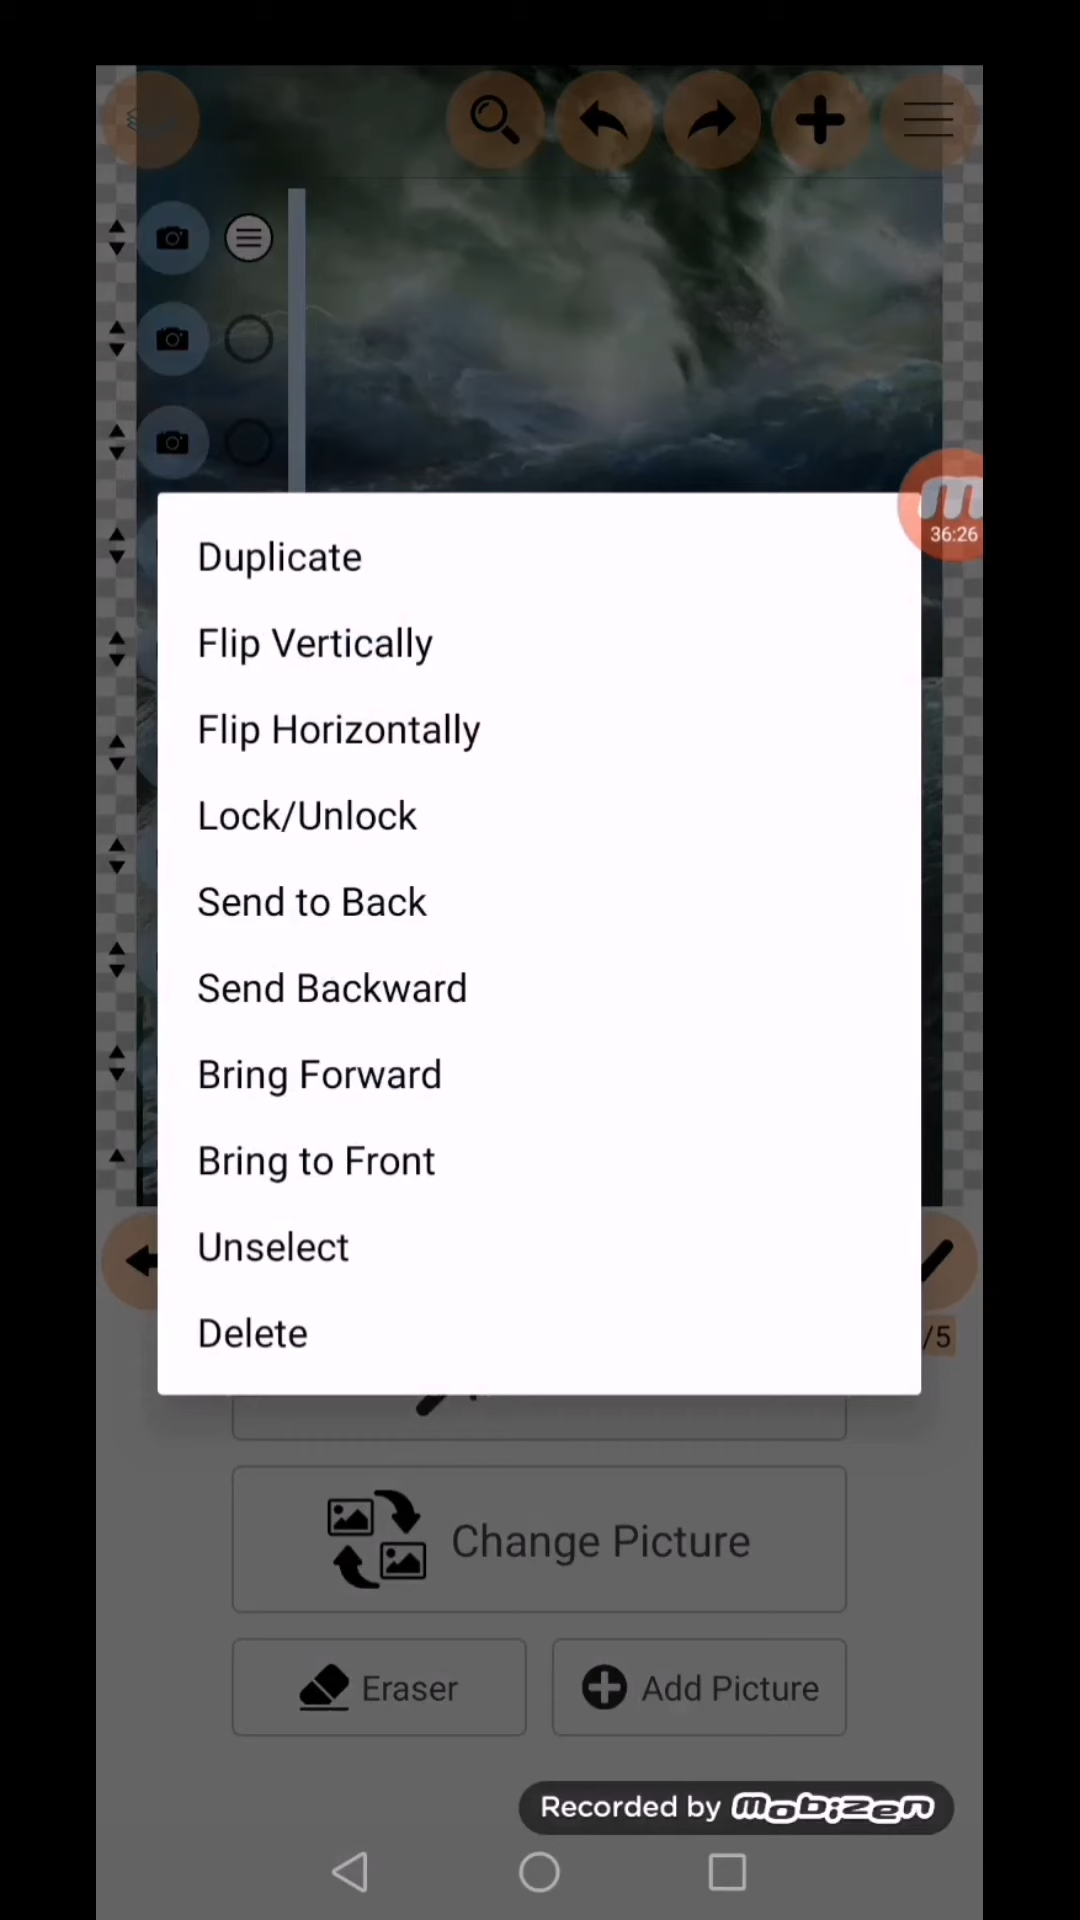 36:26
Duplicate
Flip Vertically
Flip Horizontally
Lock/Unlock
Send to Back
Send Backward
Bring Forward
Bring to Front
Unselect
Delete
/5
Change Picture
Eraser
Add Picture
Recorded by mobizen